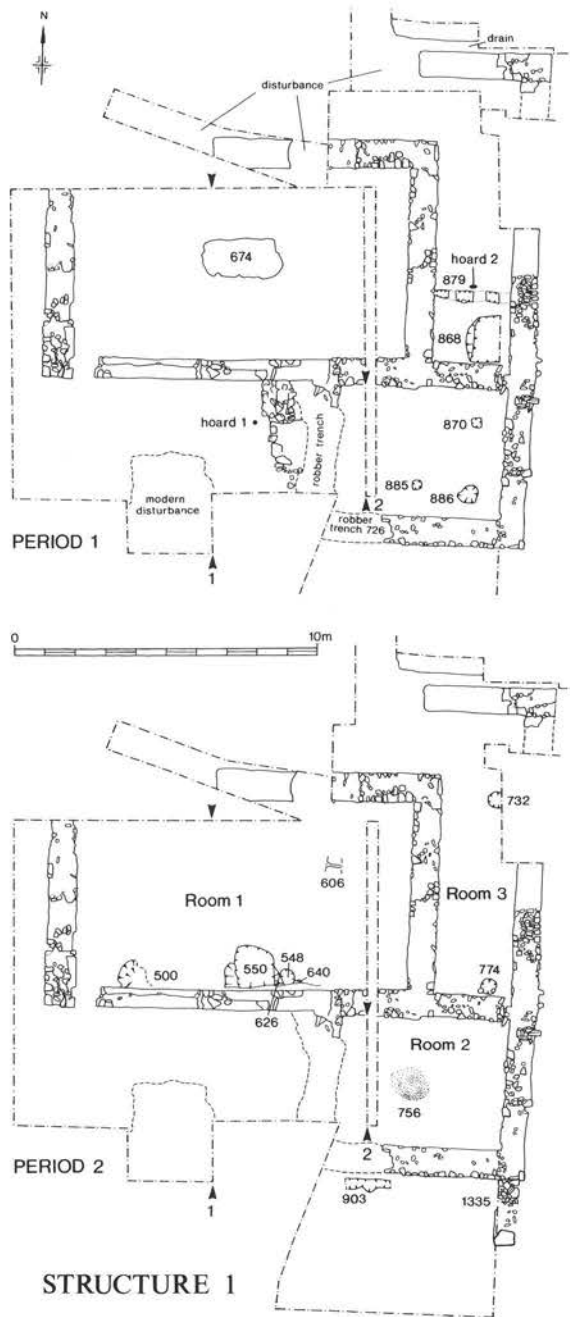 N
drain
disturbance
674
hoard 2
879
868
hoard 1
robber trench
870
885
886
modern
disturbance
robber
trench 726
2
PERIOD 1
1
0 10m
732
606
Room 1
Room 3
500
550
548
640
774
626
Room 2
756
2
PERIOD 2
903
1335
1
STRUCTURE 1